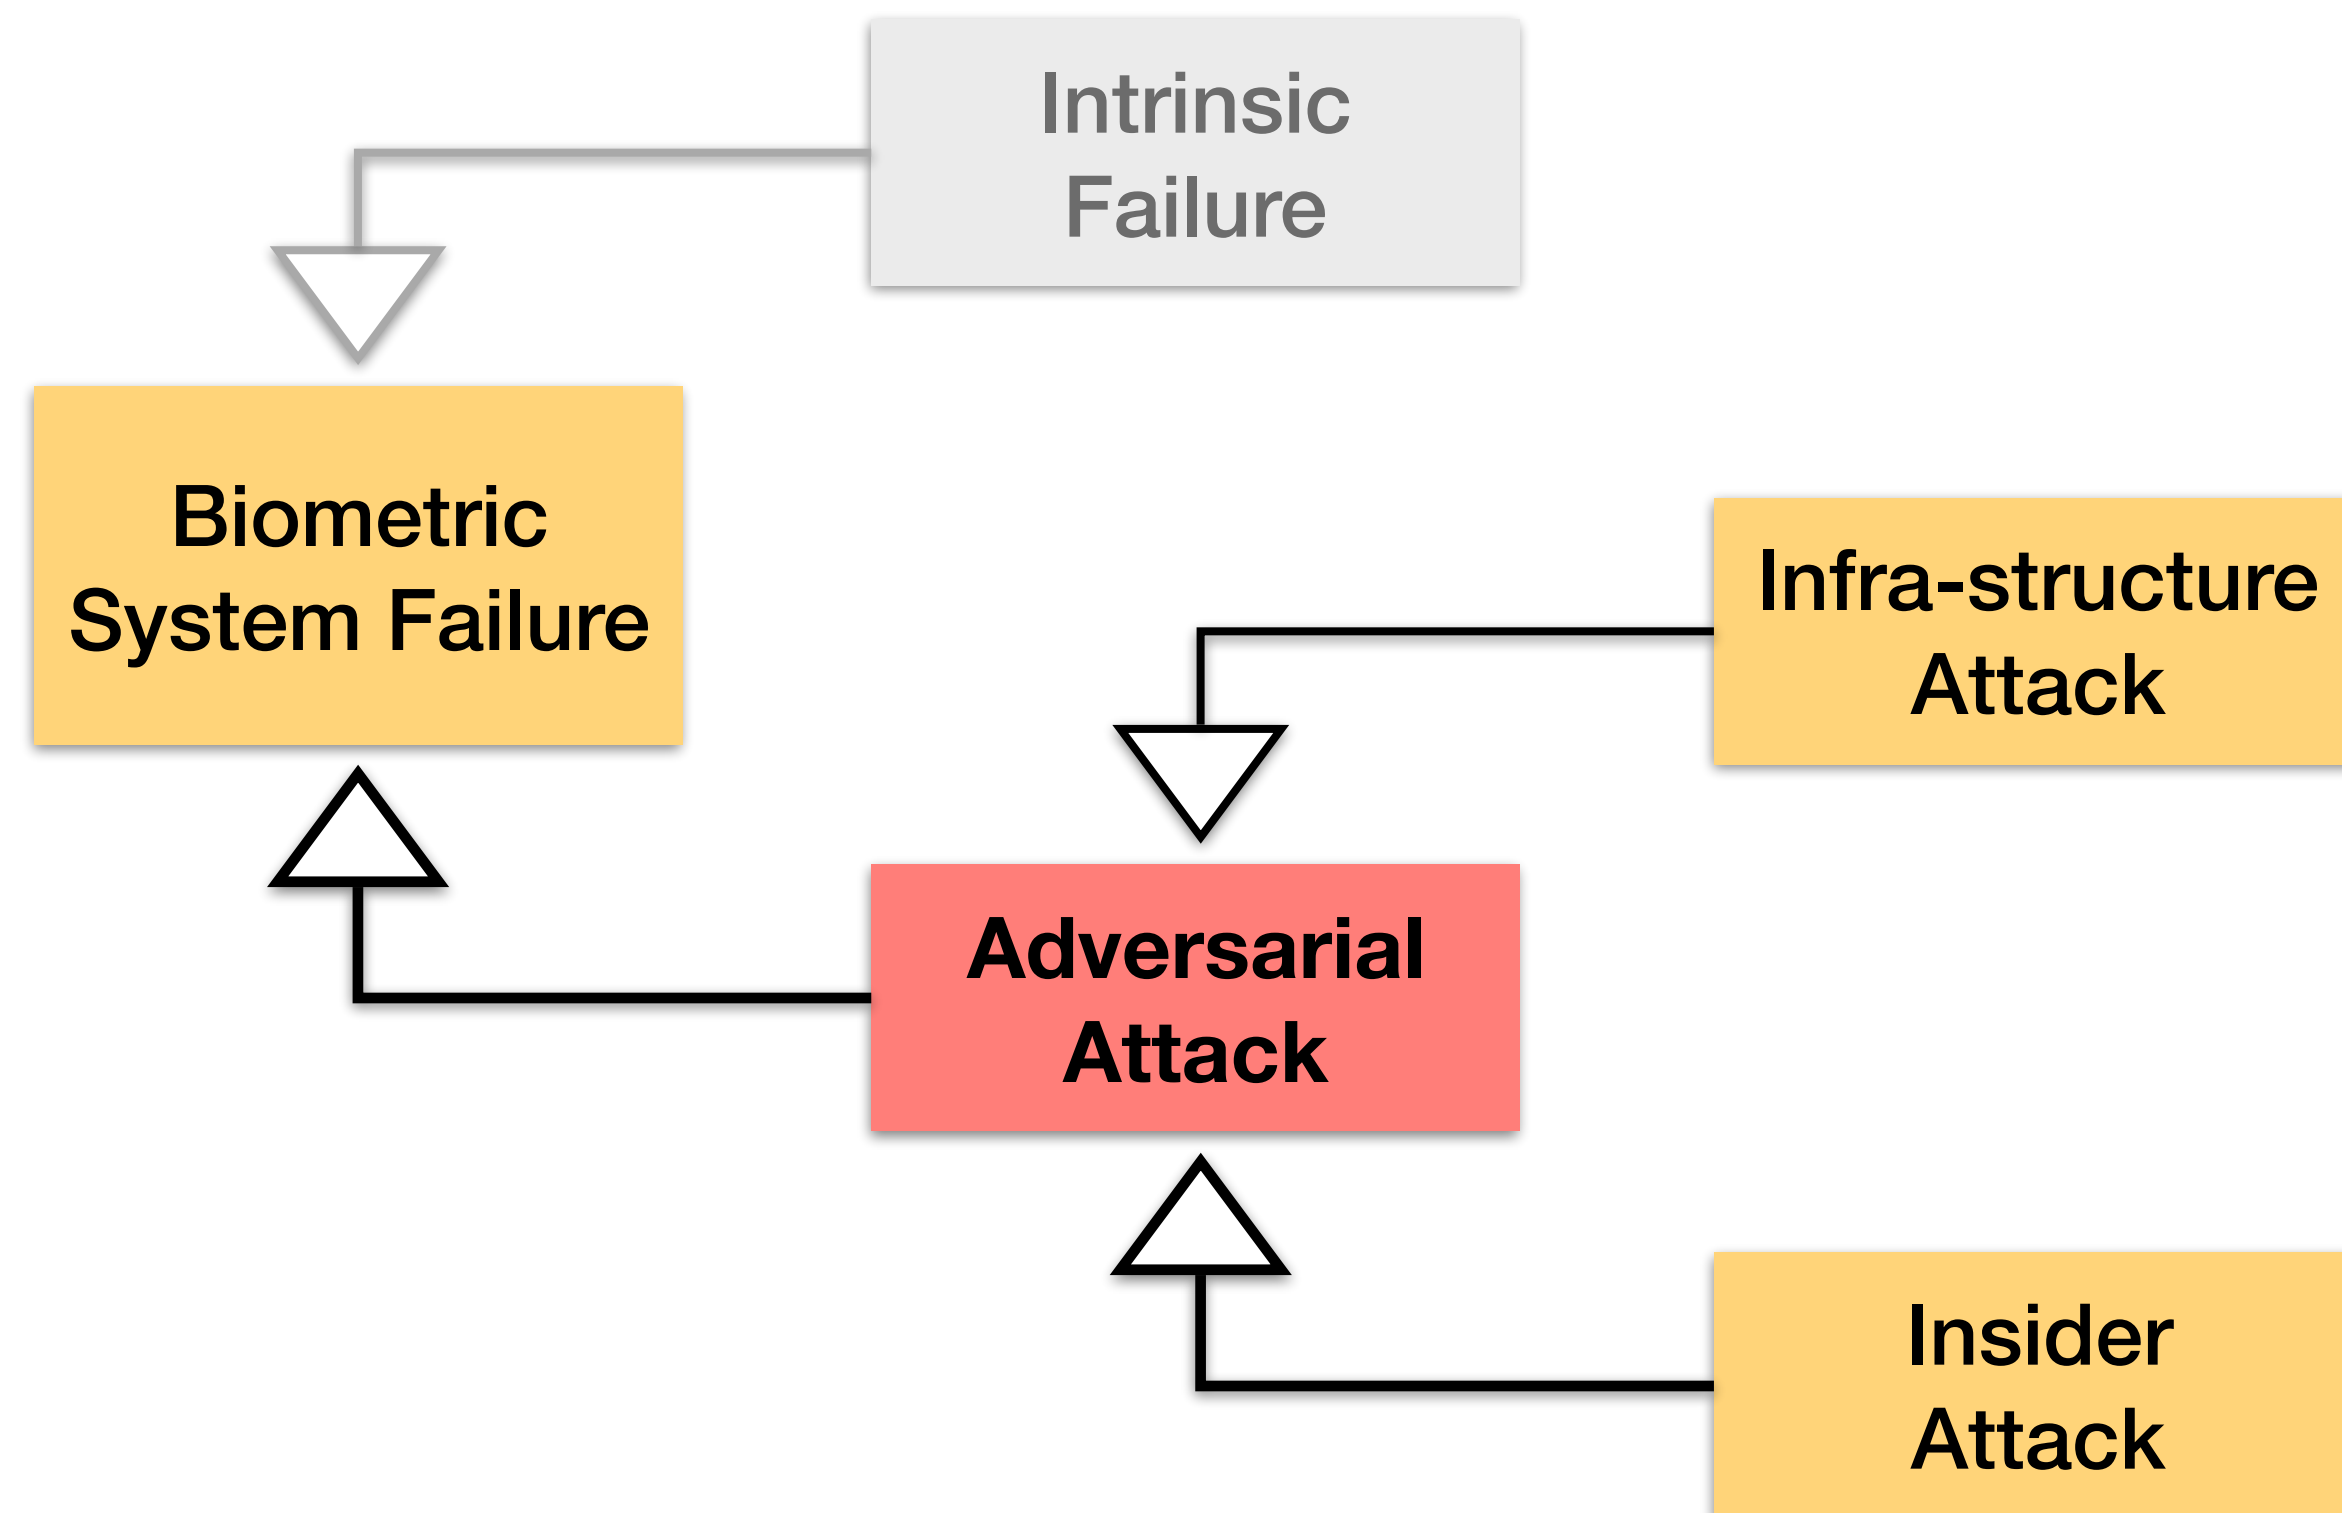 Intrinsic
Failure
Biometric
System Failure
Infra-structure
Attack
Adversarial
Attack
Insider
Attack